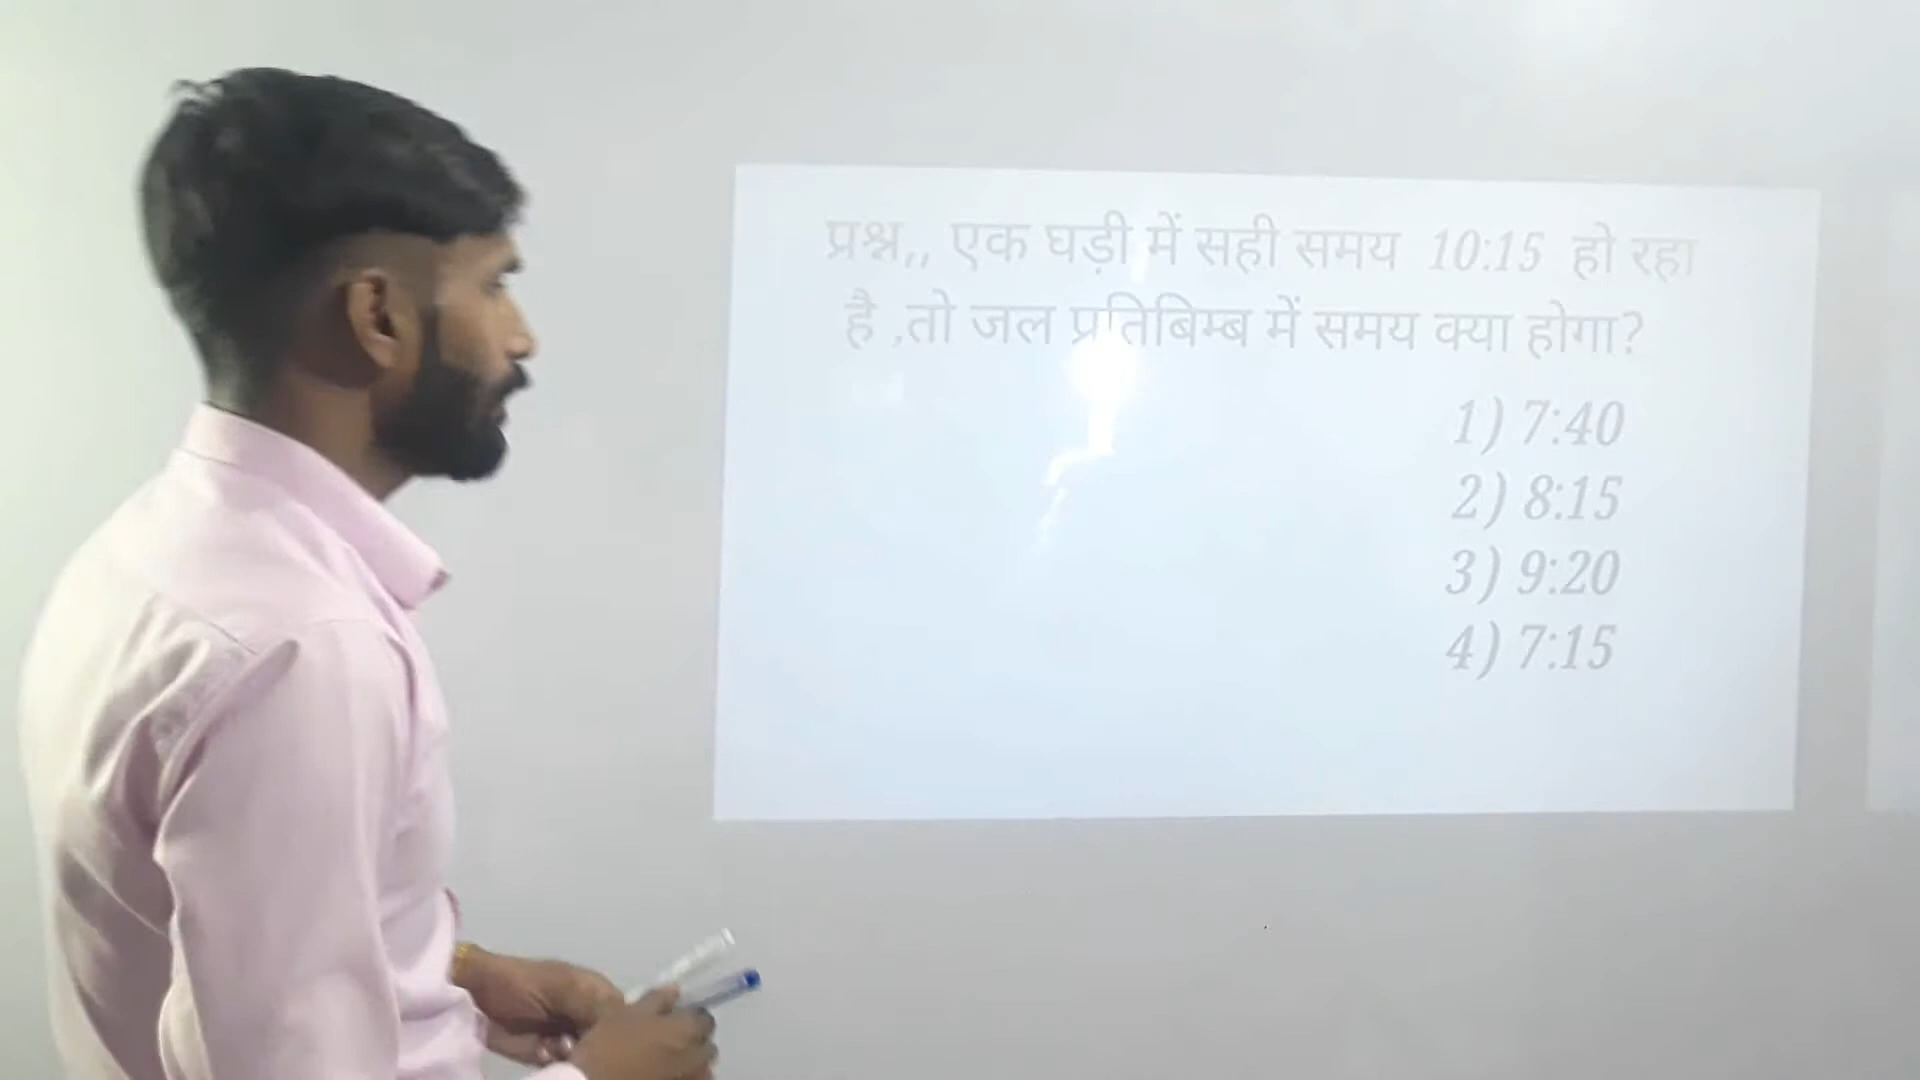 प्रश्न,, एक घड़ी में सही समय 10:15 हो रहा
है ,तो जल प्रतिबिम्ब में समय क्या होगा?
1) 7:40
2) 8:15
3) 9:20
4) 7:15